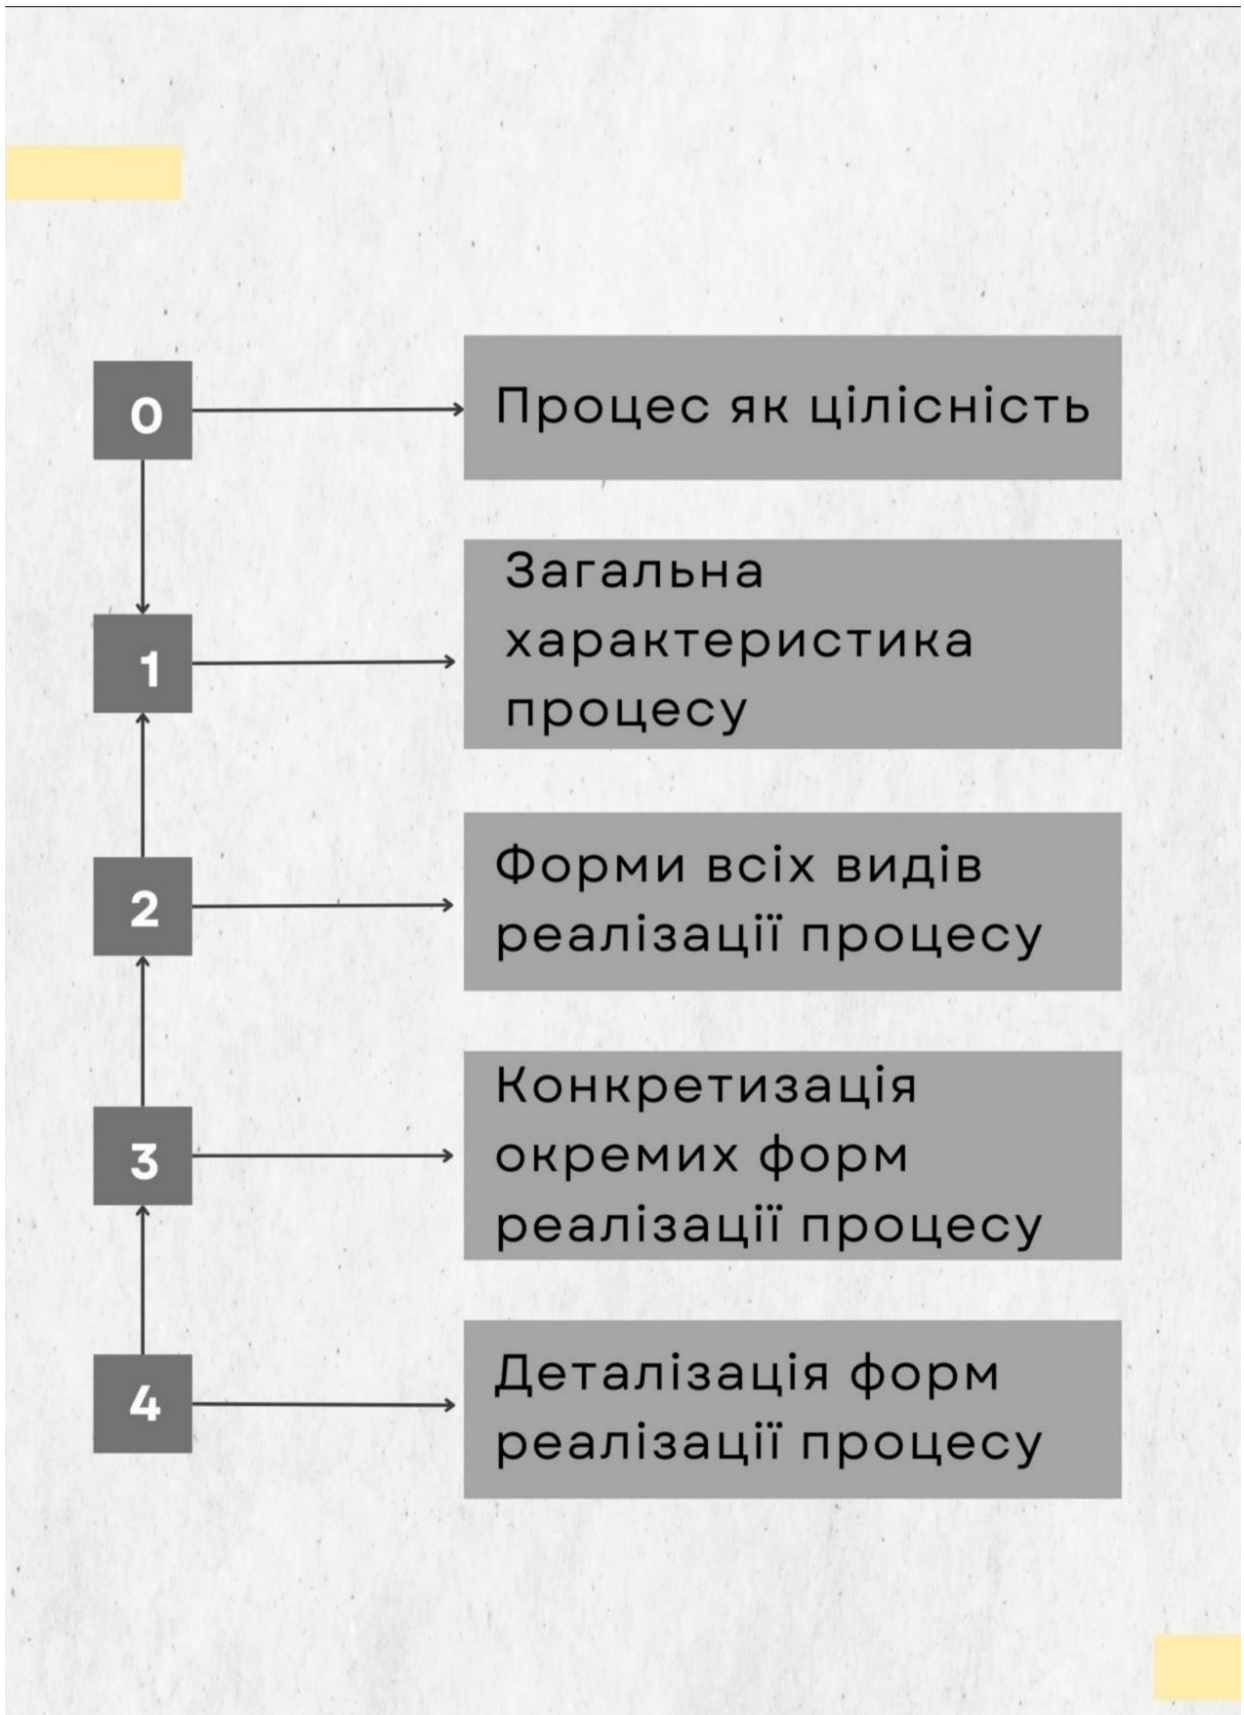 0
Процес як цілісність
1
Загальна
характеристика
процесу
2
Форми всіх видів
реалізації процесу
3
Конкретизація
окремих форм
реалізації процесу
4
Деталізація форм
реалізації процесу